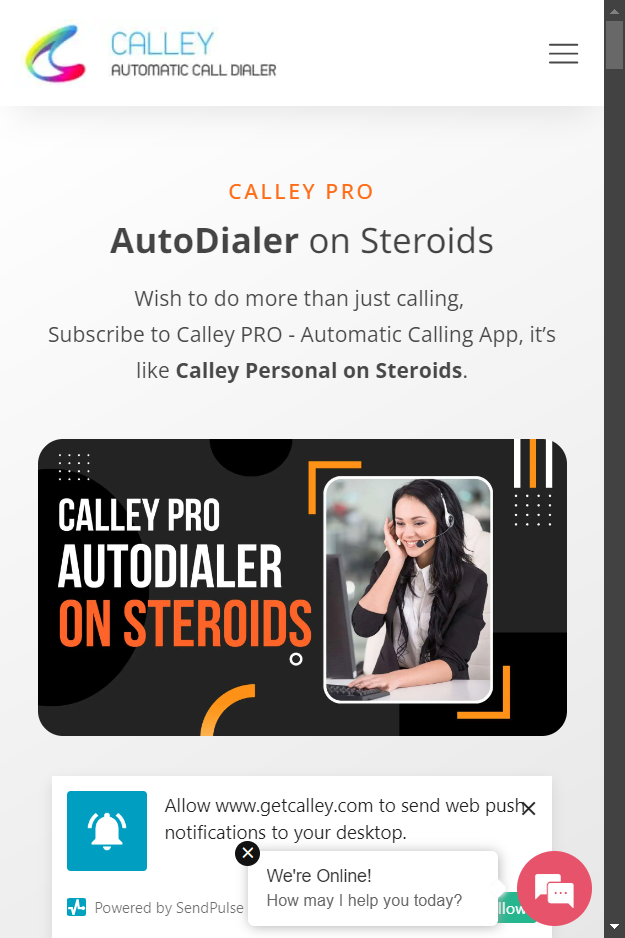 CALLEY
AUTOMATIC CALL DIALER
CALLEY PRO
AutoDialer on Steroids
Wish to do more than just calling,
Subscribe to Calley PRO - Automatic Calling App, it’s
like Calley Personal on Steroids.
CALLEY PRO
AUTODIALER
ON STEROIDS
Allow www.getcalley.com to send web push
notifications to your desktop.
We're Online!
How may I help you today?
Powered by SendPulse
llow